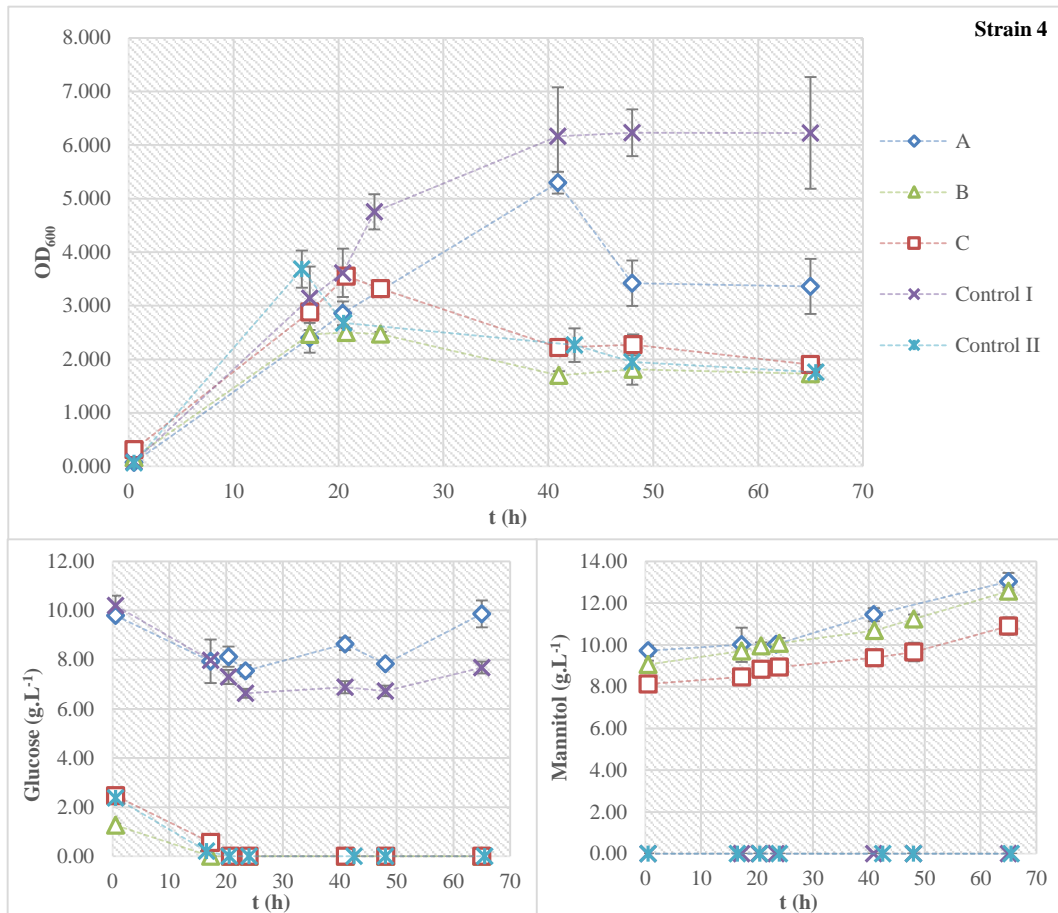 Strain 4
8.000
7.000
6.000
5.000
4.000
3.000
2.000
1.000
0.000
OD600
0 10 20 30 40 50 60 70
t (h)
A
B
C
Control I
Control II
12.00
10.00
8.00
6.00
4.00
2.00
0.00
Glucose (g.L-1)
0 10 20 30 40 50 60 70
t (h)
14.00
12.00
10.00
8.00
6.00
4.00
2.00
0.00
Mannitol (g.L-1)
0 10 20 30 40 50 60 70
t (h)